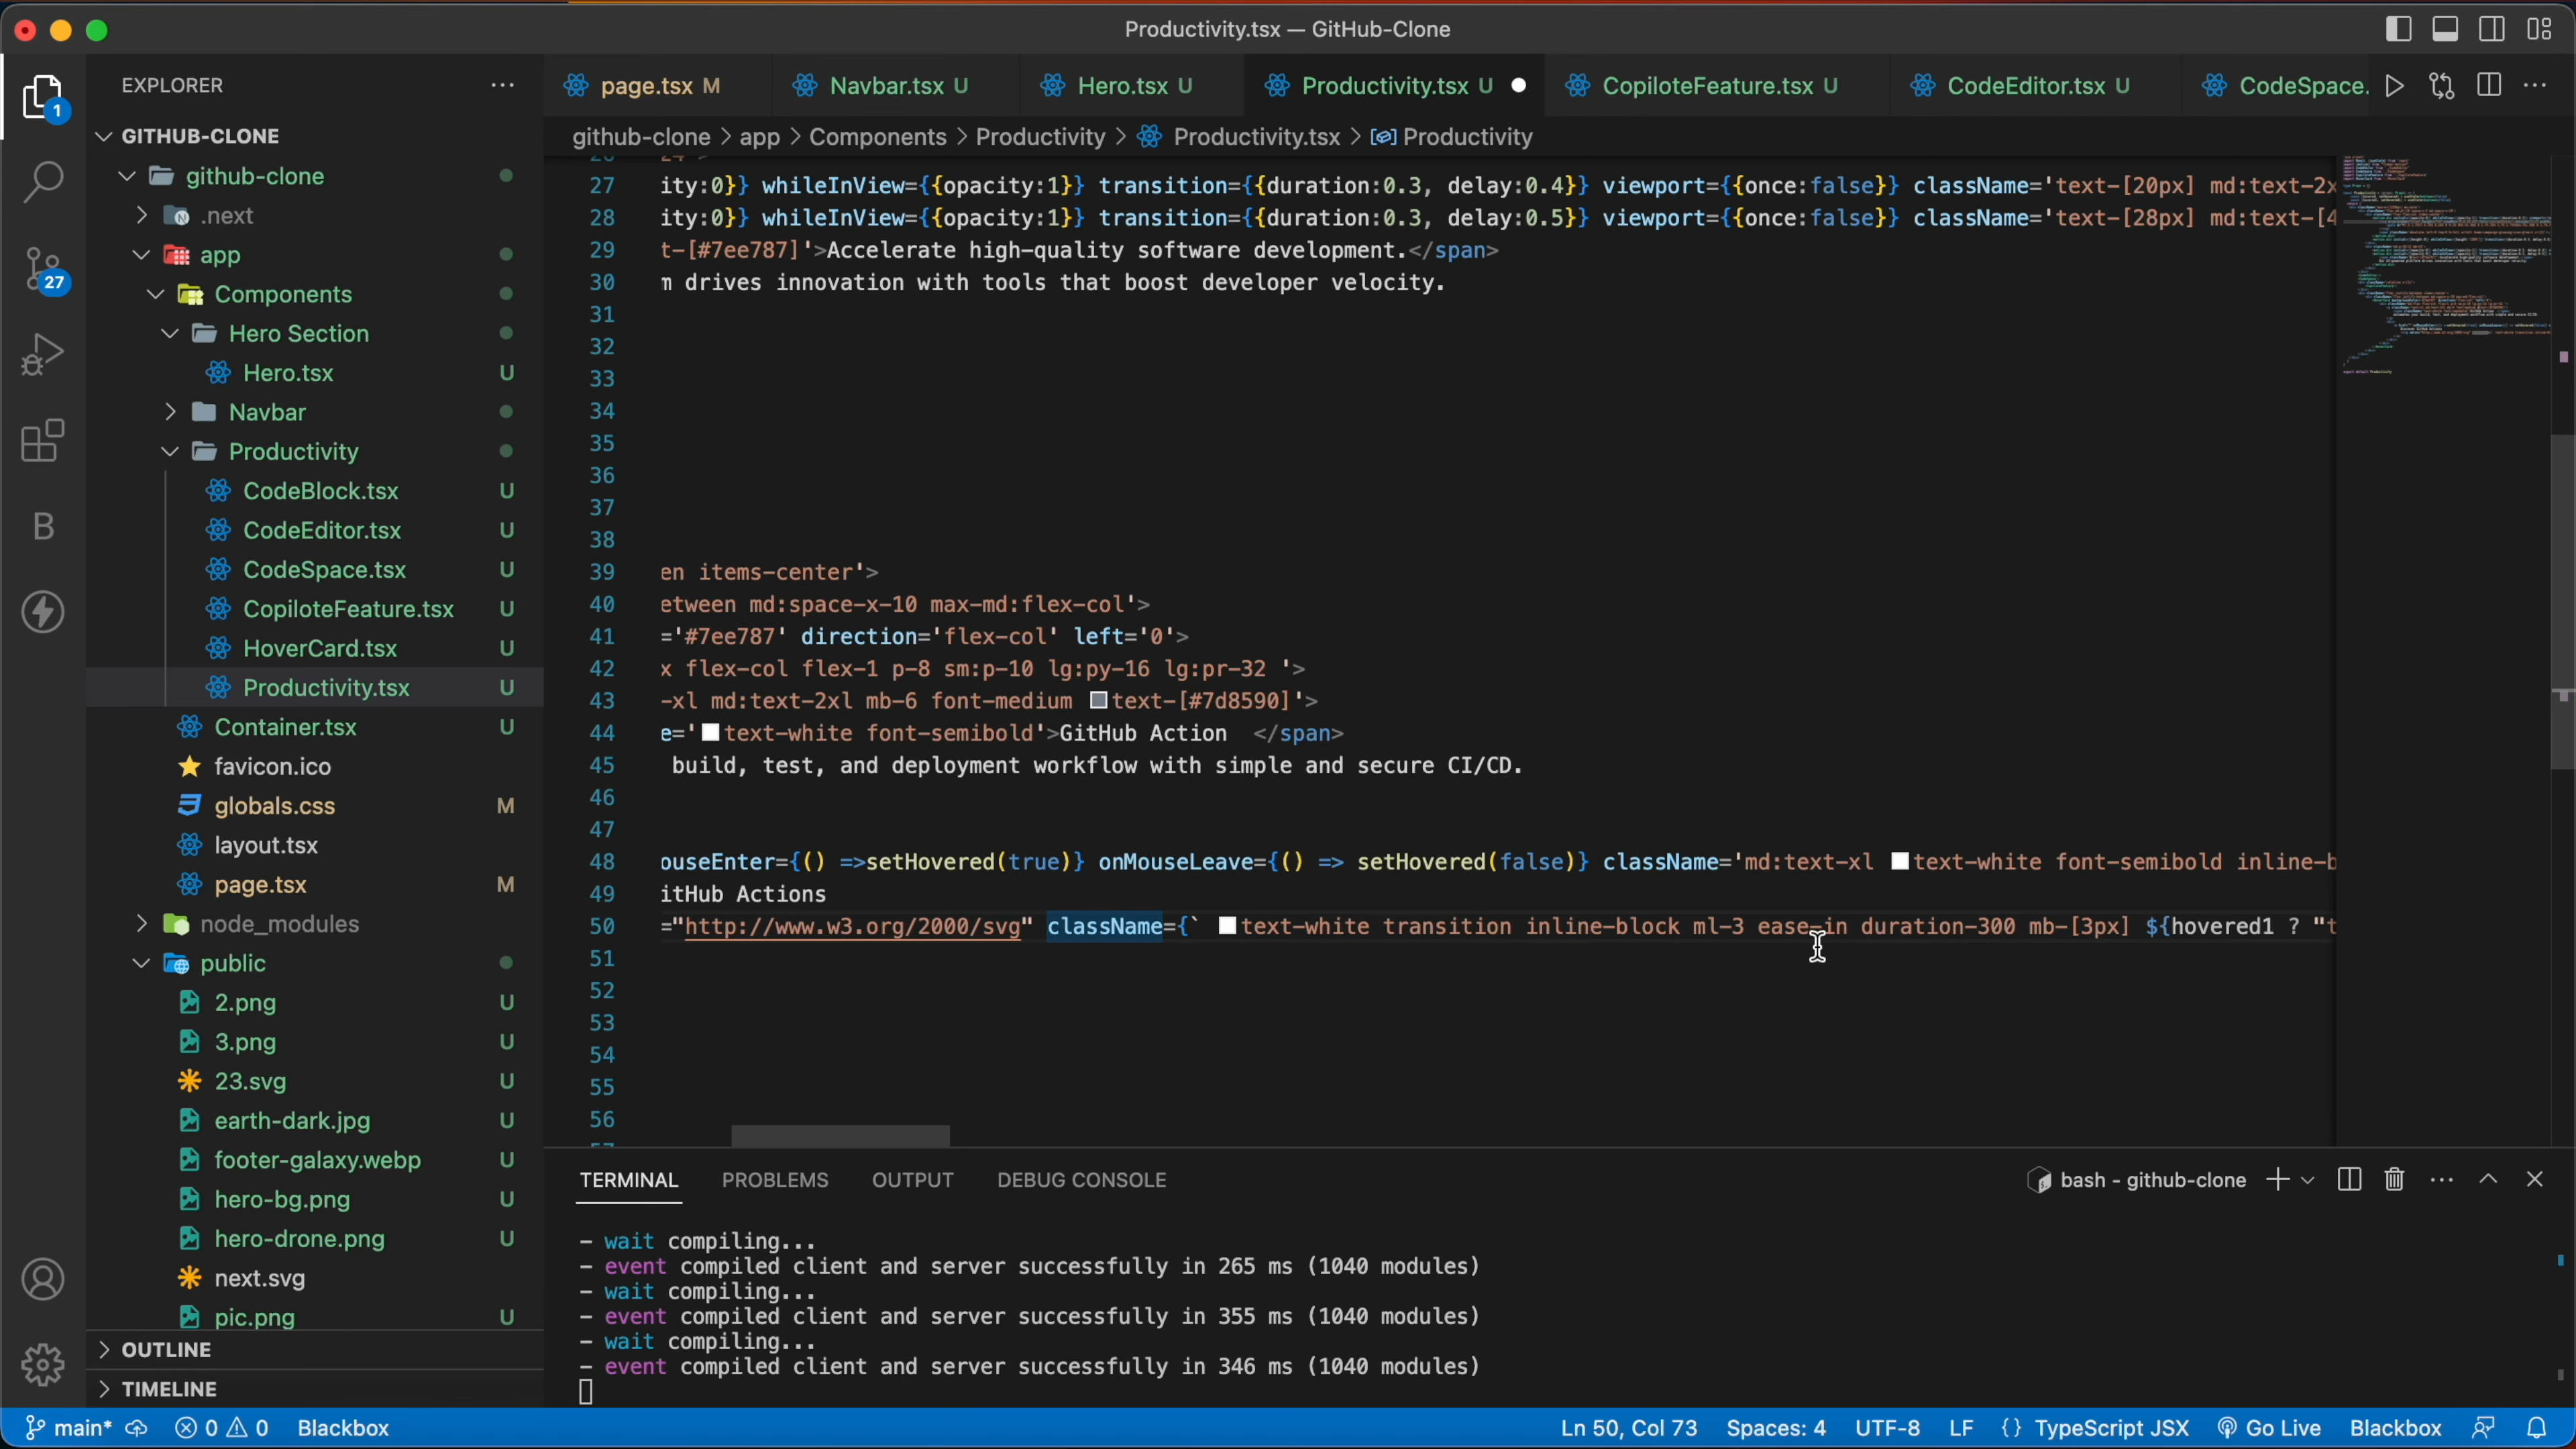 Productivity.tsx — GitHub-Clone
EXPLORER
page.tsx M
Navbar.tsx U
Hero.tsx U
Productivity.tsx U
CopiloteFeature.tsx U
CodeEditor.tsx U
CodeSpace.
github-clone > app > Components > Productivity > Productivity.tsx > Productivity
1
27
B
GITHUB-CLONE
github-clone
.next
app
Components
Hero Section
Hero.tsx U
Navbar
Productivity
CodeBlock.tsx U
CodeEditor.tsx U
CodeSpace.tsx U
CopiloteFeature.tsx U
HoverCard.tsx U
Productivity.tsx U
Container.tsx U
favicon.ico
globals.css M
layout.tsx
page.tsx M
node_modules
public
2.png U
3.png U
23.svg U
earth-dark.jpg U
footer-galaxy.webp U
hero-bg.png U
hero-drone.png U
next.svg
pic.png U
OUTLINE
TIMELINE
27 ity:0}} whileInView={{opacity:1}} transition={{duration:0.3, delay:0.4}} viewport={{once:false}} className='text-[20px] md:text-2x
28 ity:0}} whileInView={{opacity:1}} transition={{duration:0.3, delay:0.5}} viewport={{once:false}} className='text-[28px] md:text-[4
29 t-[#7ee787]'>Accelerate high-quality software development.</span>
30 m drives innovation with tools that boost developer velocity.
31
32
33
34
35
36
37
38
39 en items-center'>
40 etween md:space-x-10 max-md:flex-col'>
41 ='#7ee787' direction='flex-col' left='0'>
42 x flex-col flex-1 p-8 sm:p-10 lg:py-16 lg:pr-32 '>
43 -xl md:text-2xl mb-6 font-medium text-[#7d8590]'>
44 e='text-white font-semibold'>GitHub Action  </span>
45 build, test, and deployment workflow with simple and secure CI/CD.
46
47
48 ouseEnter={() =>setHovered(true)} onMouseLeave={() => setHovered(false)} className='md:text-xl text-white font-semibold inline-b
49 itHub Actions
50 ="http://www.w3.org/2000/svg" className={` text-white transition inline-block ml-3 ease-in duration-300 mb-[3px] ${hovered1 ? "t
51
52
53
54
55
56
TERMINAL PROBLEMS OUTPUT DEBUG CONSOLE
bash - github-clone
- wait compiling...
- event compiled client and server successfully in 265 ms (1040 modules)
- wait compiling...
- event compiled client and server successfully in 355 ms (1040 modules)
- wait compiling...
- event compiled client and server successfully in 346 ms (1040 modules)
main* 0 0 Blackbox
Ln 50, Col 73 Spaces: 4 UTF-8 LF {} TypeScript JSX Go Live Blackbox